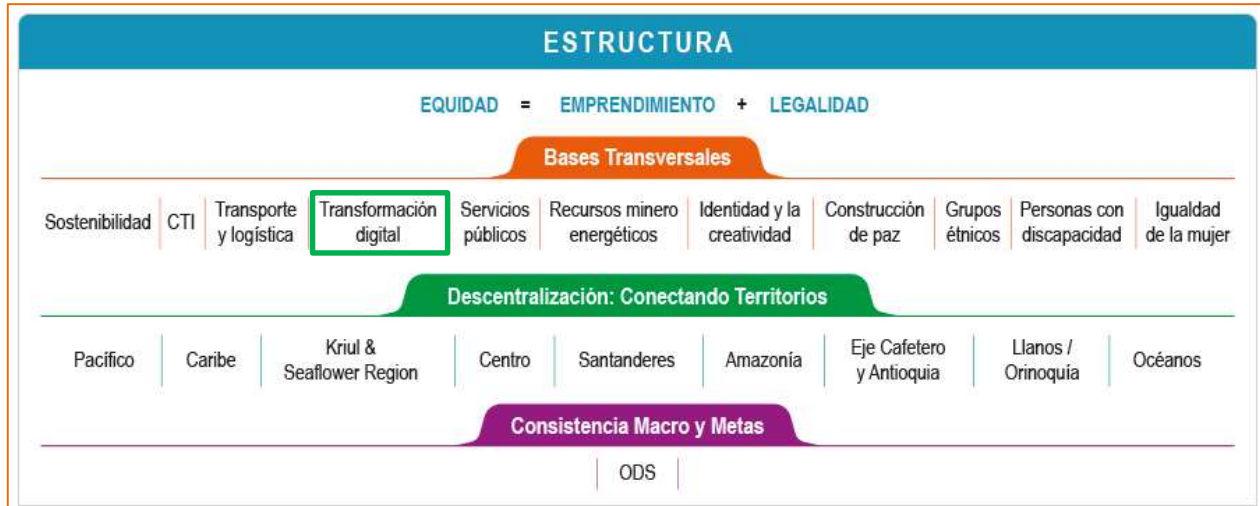 ESTRUCTURA
EQUIDAD = EMPRENDIMIENTO + LEGALIDAD
Bases Transversales
Sostenibilidad
CTI
Transporte
y logística
Transformación
digital
Servicios
públicos
Recursos minero
energéticos
Identidad y la
creatividad
Construcción
de paz
Grupos
étnicos
Personas con
discapacidad
Igualdad
de la mujer
Descentralización: Conectando Territorios
Pacífico
Caribe
Kriul &
Seaflower Region
Centro
Santanderes
Amazonía
Eje Cafetero
y Antioquia
Llanos /
Orinoquía
Océanos
Consistencia Macro y Metas
ODS